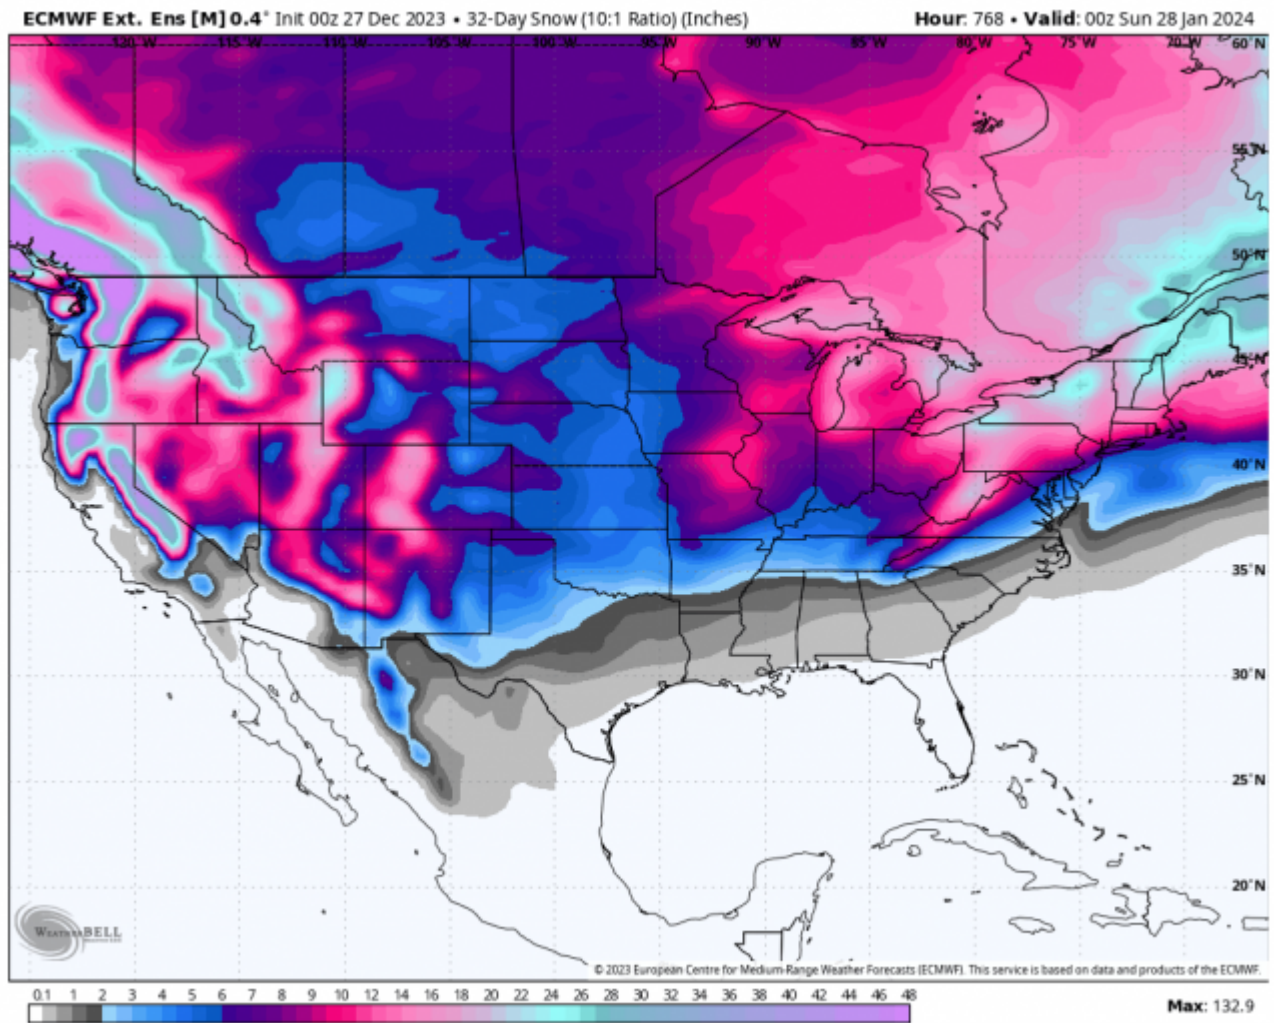 ECMWF Ext. Ens [M] 0.4° Init 00z 27 Dec 2023 • 32-Day Snow (10:1 Ratio) (Inches) Hour: 768 • Valid: 00z Sun 28 Jan 2024
120°W 115°W 110°W 105°W 100°W 95°W 90°W 85°W 80°W 75°W 70°W 60°N
55°N
50°N
45°N
40°N
35°N
30°N
25°N
20°N
WEATHERBELL
© 2023 European Centre for Medium-Range Weather Forecasts (ECMWF). This service is based on data and products of the ECMWF.
0.1 1 2 3 4 5 6 7 8 9 10 12 14 16 18 20 22 24 26 28 30 32 34 36 38 40 42 44 46 48
Max: 132.9